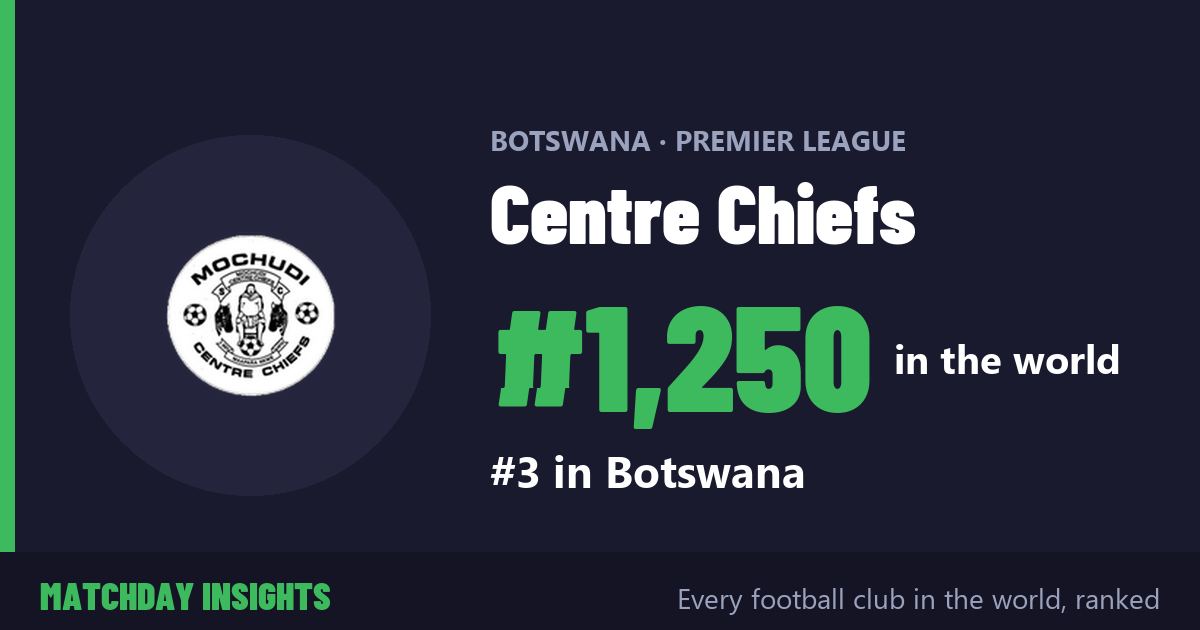 BOTSWANA · PREMIER LEAGUE
Centre Chiefs
MOCHUDI
CENTRE CHIEFS
#1,250 in the world
#3 in Botswana
MATCHDAY INSIGHTS
Every football club in the world, ranked